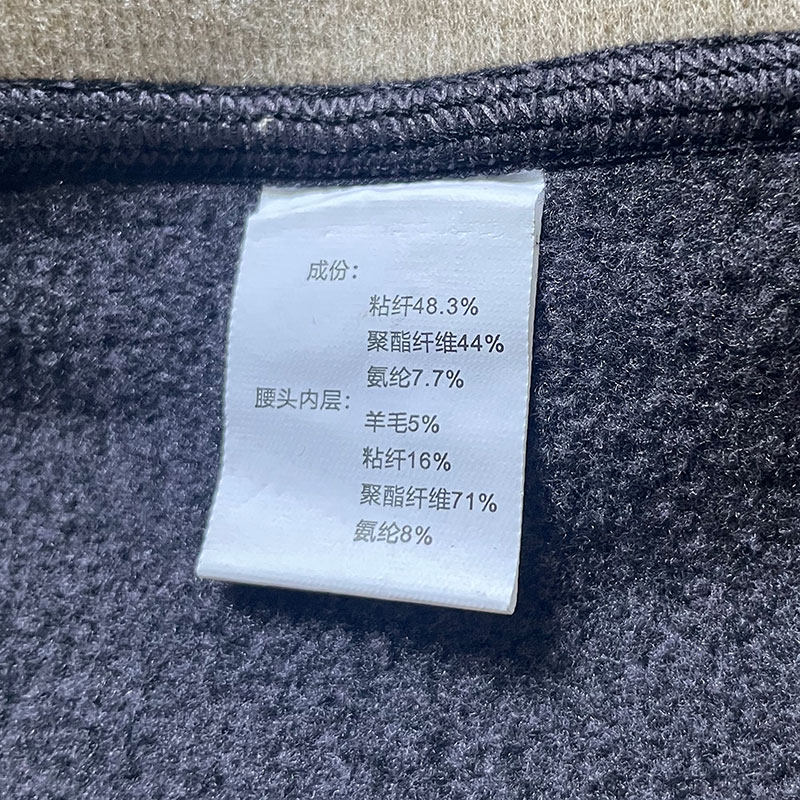 成份：
粘纤48.3%
聚酯纤维44%
氨纶7.7%
腰头内层：
羊毛5%
粘纤16%
聚酯纤维71%
氨纶8%